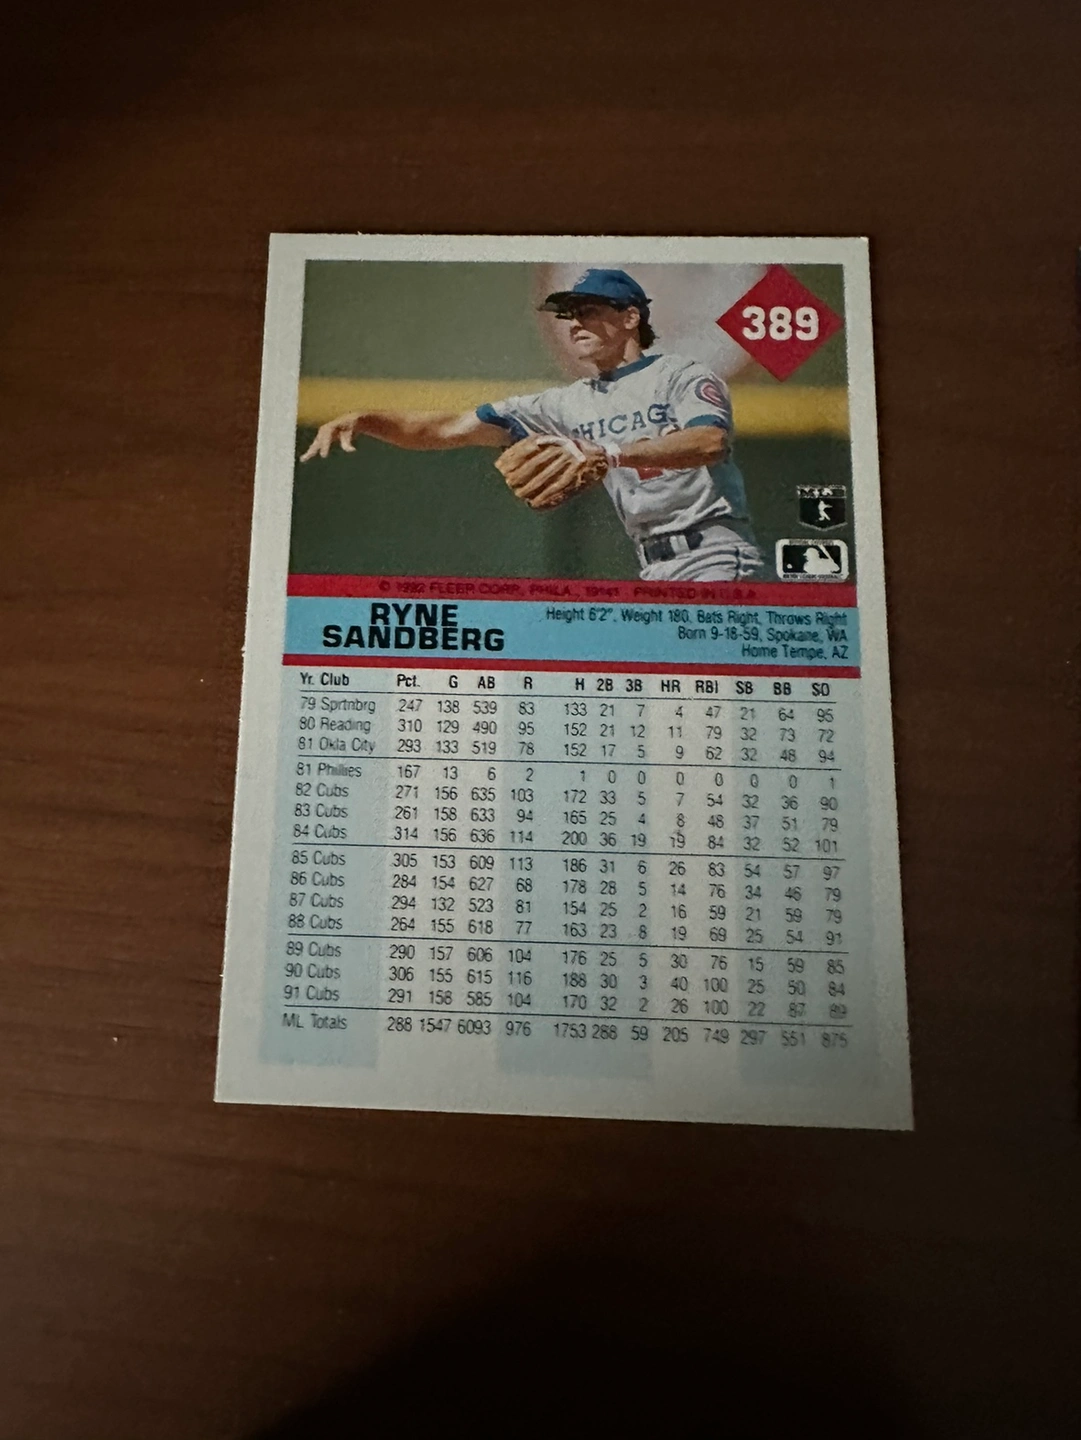 389
CHICAG
MLB
© 1992 FLEER CORP., PHILA., 19141 PRINTED IN U.S.A.
RYNE
SANDBERG
Height 6'2", Weight 180, Bats Right, Throws Right
Born 9-18-59, Spokane, WA
Home Tempe, AZ
Yr. Club Pct. G AB R H 2B 3B HR RBI SB BB SO
79 Sprtnbrg 247 138 539 83 133 21 7 4 47 21 64 95
80 Reading 310 129 490 95 152 21 12 11 79 32 73 72
81 Okla City 293 133 519 78 152 17 5 9 62 32 48 94
81 Phillies 167 13 6 2 1 0 0 0 0 0 0 1
82 Cubs 271 156 635 103 172 33 5 7 54 32 36 90
83 Cubs 261 158 633 94 165 25 4 8 48 37 51 79
84 Cubs 314 156 636 114 200 36 19 19 84 32 52 101
85 Cubs 305 153 609 113 186 31 6 26 83 54 57 97
86 Cubs 284 154 627 68 178 28 5 14 76 34 46 79
87 Cubs 294 132 523 81 154 25 2 16 59 21 59 79
88 Cubs 264 155 618 77 163 23 8 19 69 25 54 91
89 Cubs 290 157 606 104 176 25 5 30 76 15 59 85
90 Cubs 306 155 615 116 188 30 3 40 100 25 50 84
91 Cubs 291 158 585 104 170 32 2 26 100 22 87 89
ML Totals 288 1547 6093 976 1753 288 59 205 749 297 551 875